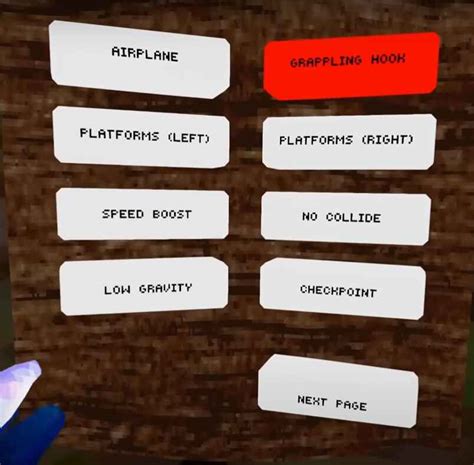 AIRPLANE
GRAPPLING HOOK
PLATFORMS (LEFT)
PLATFORMS (RIGHT)
SPEED BOOST
NO COLLIDE
LOW GRAVITY
CHECKPOINT
NEXT PAGE